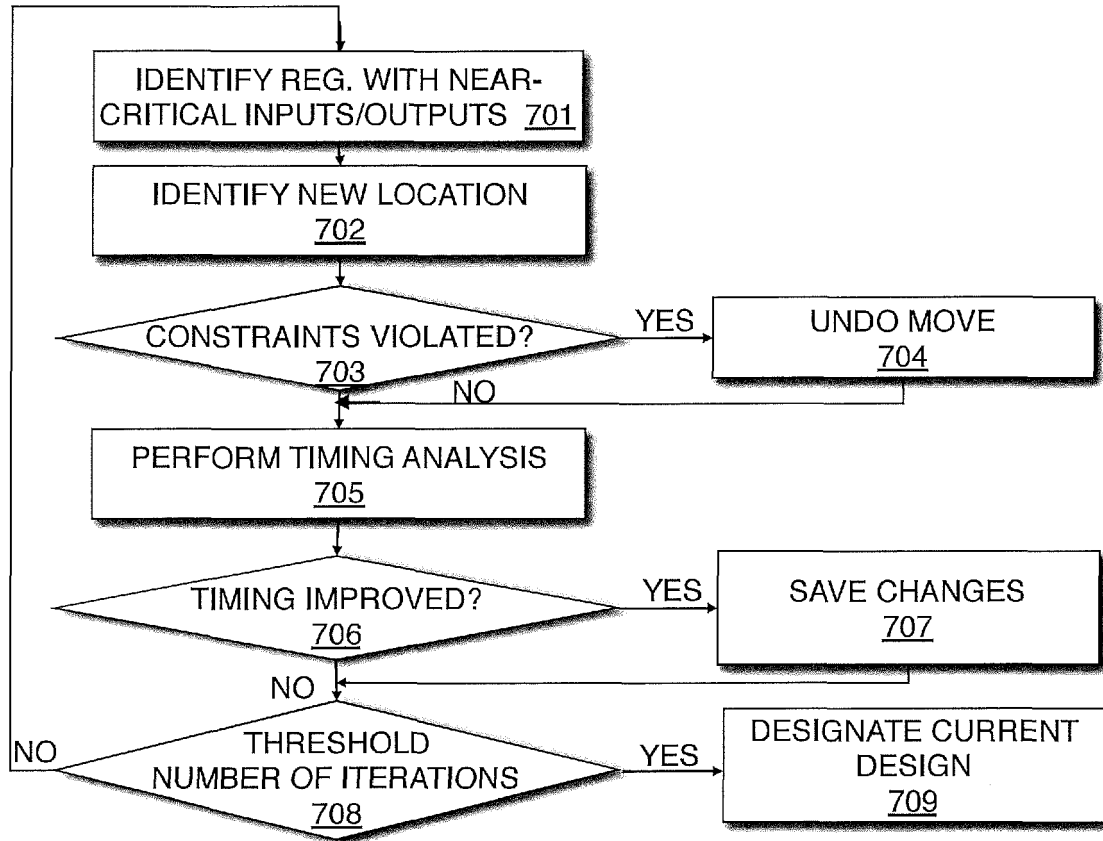 IDENTIFY REG. WITH NEAR-
CRITICAL INPUTS/OUTPUTS 701
IDENTIFY NEW LOCATION
702
CONSTRAINTS VIOLATED?
703
YES
UNDO MOVE
704
NO
PERFORM TIMING ANALYSIS
705
TIMING IMPROVED?
706
YES
SAVE CHANGES
707
NO
THRESHOLD
NUMBER OF ITERATIONS
708
NO
YES
DESIGNATE CURRENT
DESIGN
709